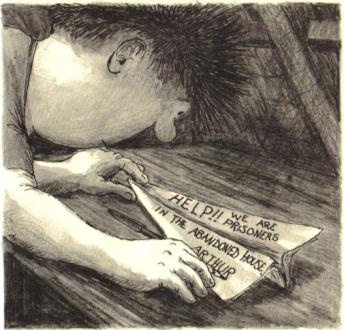 HELP!! WE ARE
PRISONERS
IN THE ABANDONED HOUSE
ARTHUR